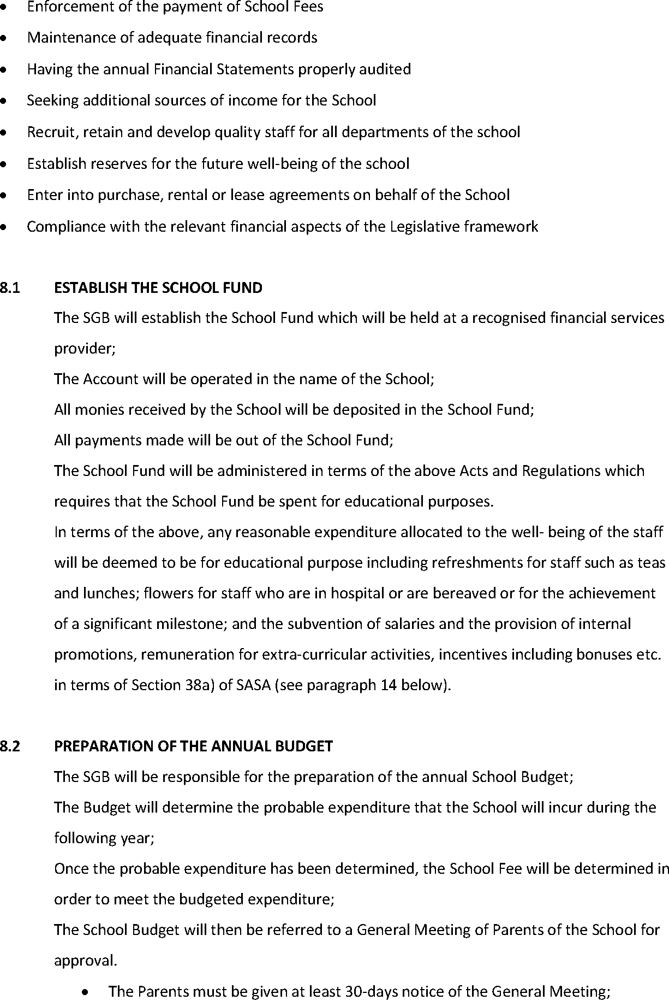 • Enforcement of the payment of School Fees
• Maintenance of adequate financial records
• Having the annual Financial Statements properly audited
• Seeking additional sources of income for the School
• Recruit, retain and develop quality staff for all departments of the school
• Establish reserves for the future well-being of the school
• Enter into purchase, rental or lease agreements on behalf of the School
• Compliance with the relevant financial aspects of the Legislative framework
8.1 ESTABLISH THE SCHOOL FUND
The SGB will establish the School Fund which will be held at a recognised financial services
provider;
The Account will be operated in the name of the School;
All monies received by the School will be deposited in the School Fund;
All payments made will be out of the School Fund;
The School Fund will be administered in terms of the above Acts and Regulations which
requires that the School Fund be spent for educational purposes.
In terms of the above, any reasonable expenditure allocated to the well- being of the staff
will be deemed to be for educational purpose including refreshments for staff such as teas
and lunches; flowers for staff who are in hospital or are bereaved or for the achievement
of a significant milestone; and the subvention of salaries and the provision of internal
promotions, remuneration for extra-curricular activities, incentives including bonuses etc.
in terms of Section 38a) of SASA (see paragraph 14 below).
8.2 PREPARATION OF THE ANNUAL BUDGET
The SGB will be responsible for the preparation of the annual School Budget;
The Budget will determine the probable expenditure that the School will incur during the
following year;
Once the probable expenditure has been determined, the School Fee will be determined in
order to meet the budgeted expenditure;
The School Budget will then be referred to a General Meeting of Parents of the School for
approval.
• The Parents must be given at least 30-days notice of the General Meeting;